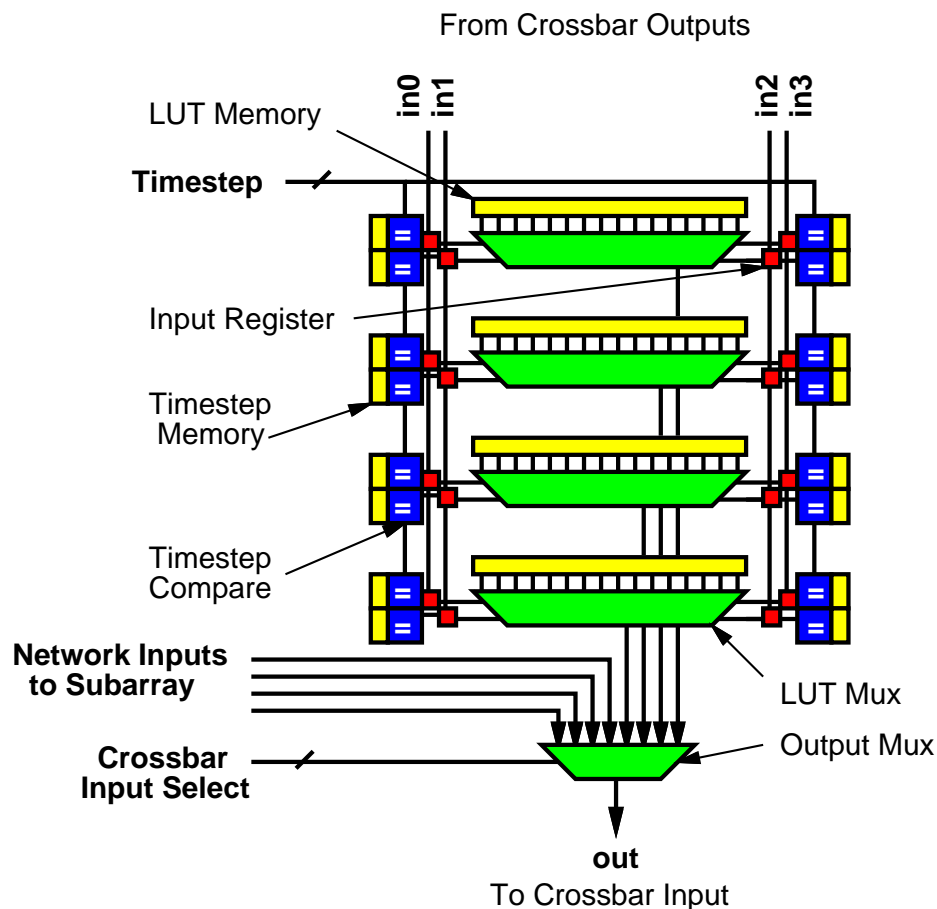 From Crossbar Outputs
in0
in1
in2
in3
LUT Memory
Timestep
=
=
=
=
Input Register
=
=
=
=
Timestep
Memory
=
=
=
=
Timestep
Compare
=
=
=
=
Network Inputs
to Subarray
LUT Mux
Output Mux
Crossbar
Input Select
out
To Crossbar Input